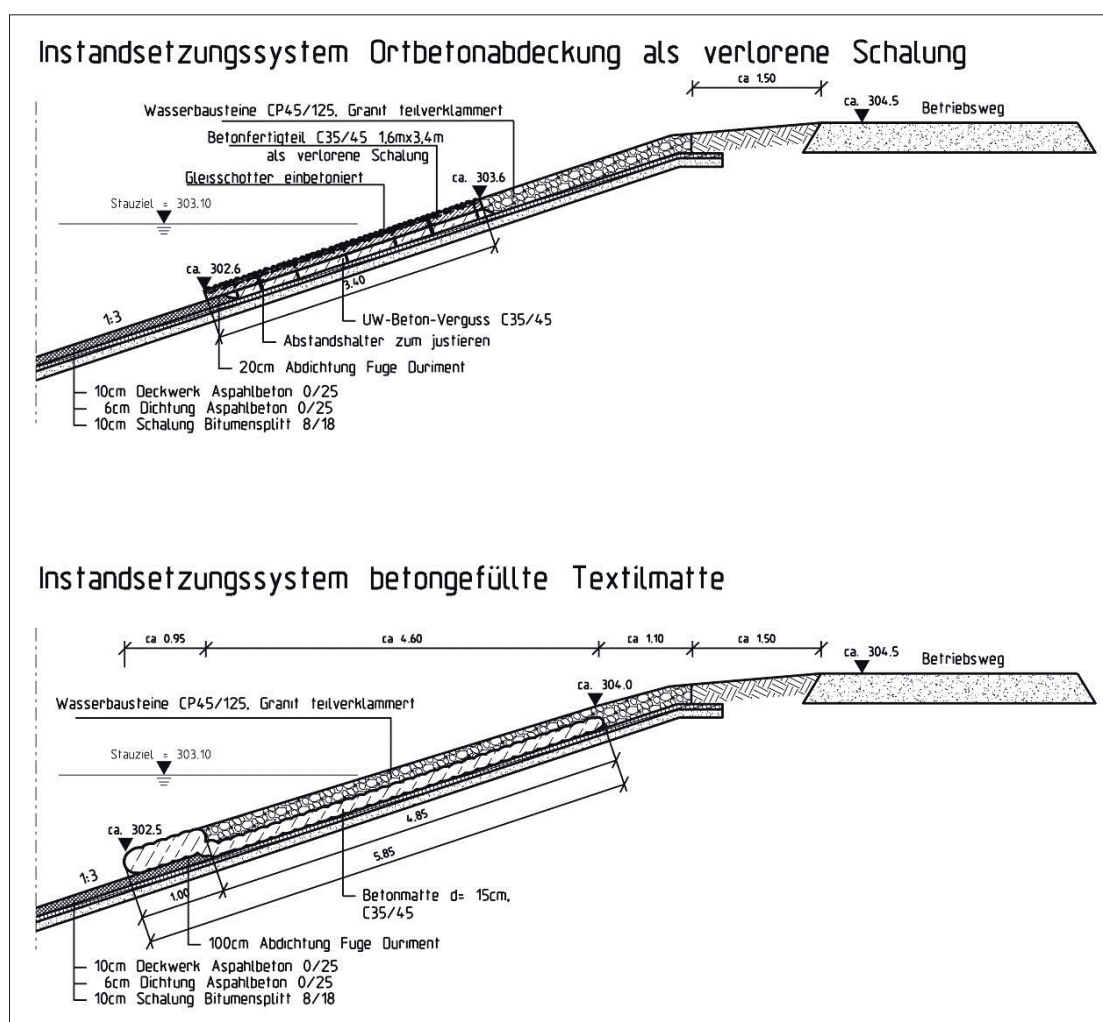 Instandsetzungssystem Ortbetonabdeckung als verlorene Schalung
ca 1.50
Wasserbausteine CP45/125, Granit teilverklammert
ca. 304.5
Betriebsweg
Betonfertigteil C35/45 1,6mx3,4m
als verlorene Schalung
Gleisschotter einbetoniert
ca. 303.6
Stauziel = 303.10
ca. 302.6
1:3
3.40
UW-Beton-Verguss C35/45
Abstandshalter zum justieren
20cm Abdichtung Fuge Duriment
10cm Deckwerk Aspahlbeton 0/25
6cm Dichtung Aspahlbeton 0/25
10cm Schalung Bitumensplitt 8/18
Instandsetzungssystem betongefüllte Textilmatte
ca 0.95
ca 4.60
ca 1.10
ca 1.50
ca. 304.5
Betriebsweg
ca. 304.0
Wasserbausteine CP45/125, Granit teilverklammert
Stauziel = 303.10
ca. 302.5
1:3
4.85
5.85
1.00
Betonmatte d= 15cm,
C35/45
100cm Abdichtung Fuge Duriment
10cm Deckwerk Aspahlbeton 0/25
6cm Dichtung Aspahlbeton 0/25
10cm Schalung Bitumensplitt 8/18